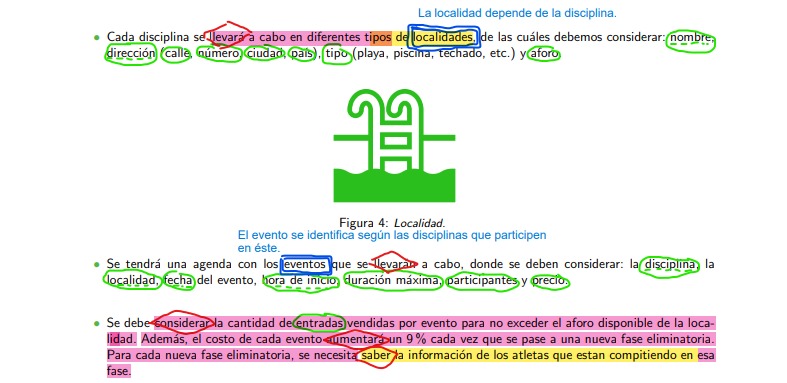 La localidad depende de la disciplina.
• Cada disciplina se llevará a cabo en diferentes tipos de localidades, de las cuáles debemos considerar: nombre,
dirección (calle, número, ciudad, país), tipo (playa, piscina, techado, etc.) y aforo.
Figura 4: Localidad.
El evento se identifica según las disciplinas que participen
en éste.
• Se tendrá una agenda con los eventos que se llevarán a cabo, donde se deben considerar: la disciplina, la
localidad, fecha del evento, hora de inicio, duración máxima, participantes y precio.
• Se debe considerar la cantidad de entradas vendidas por evento para no exceder el aforo disponible de la loca-
lidad. Además, el costo de cada evento aumentará un 9 % cada vez que se pase a una nueva fase eliminatoria.
Para cada nueva fase eliminatoria, se necesita saber la información de los atletas que estan compitiendo en esa
fase.